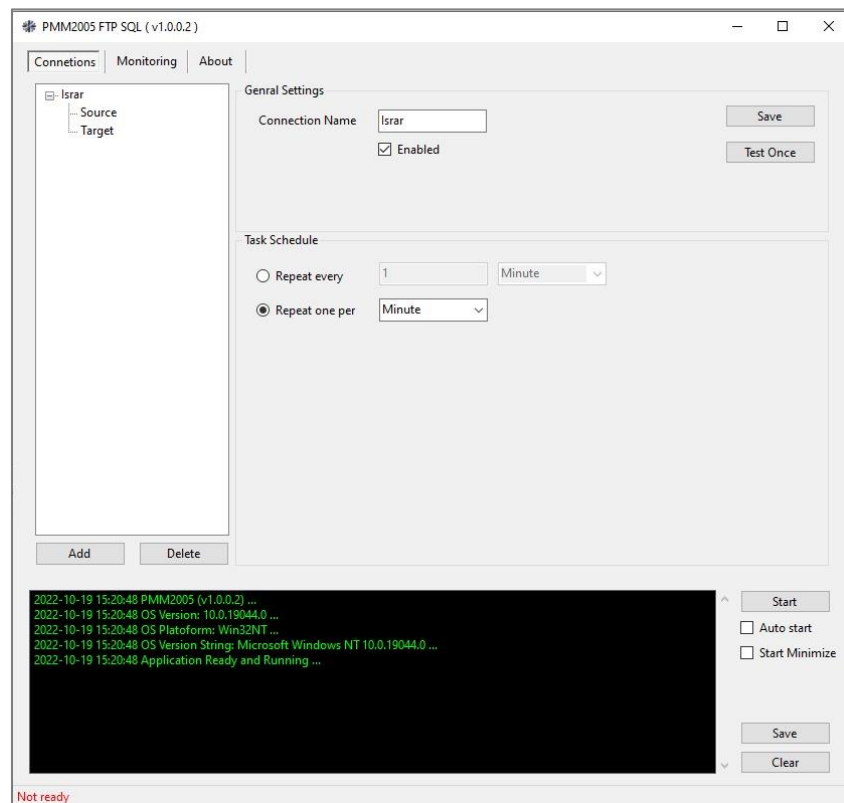 PMM2005 FTP SQL ( v1.0.0.2 )
Connetions Monitoring About
Israr
Source
Target
Add Delete
Genral Settings
Connection Name Israr
Enabled
Save
Test Once
Task Schedule
Repeat every 1 Minute
Repeat one per Minute
2022-10-19 15:20:48 PMM2005 (v1.0.0.2) ...
2022-10-19 15:20:48 OS Version: 10.0.19044.0 ...
2022-10-19 15:20:48 OS Platoform: Win32NT ...
2022-10-19 15:20:48 OS Version String: Microsoft Windows NT 10.0.19044.0 ...
2022-10-19 15:20:48 Application Ready and Running ...
Start
Auto start
Start Minimize
Save
Clear
Not ready